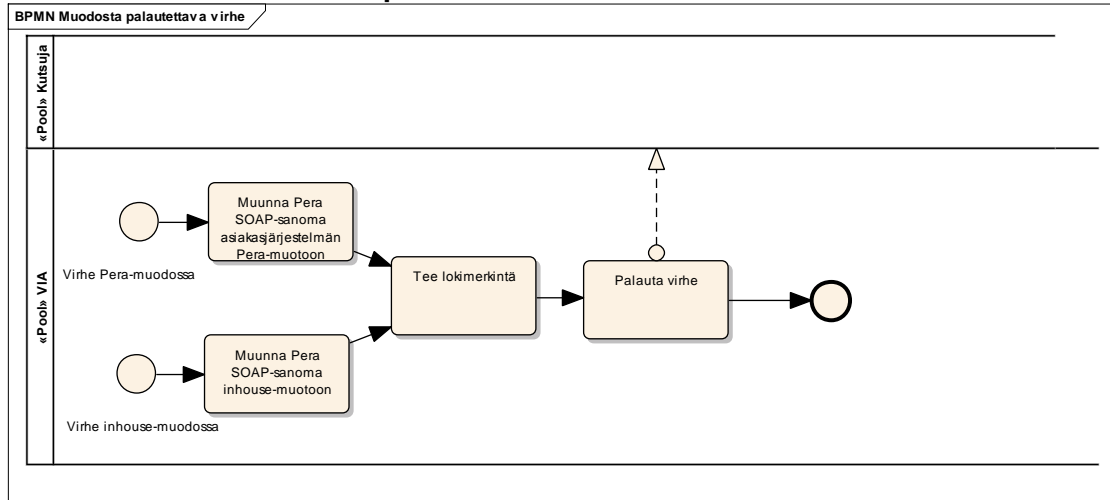 BPMN Muodosta palautettava virhe
«Pool» Kutsuja
«Pool» VIA
Virhe Pera-muodossa
Muunna Pera
SOAP-sanoma
asiakasjärjestelmän
Pera-muotoon
Virhe inhouse-muodossa
Muunna Pera
SOAP-sanoma
inhouse-muotoon
Tee lokimerkintä
Palauta virhe